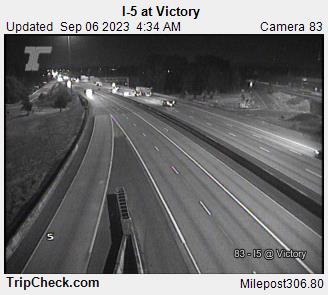 I-5 at Victory
Updated Sep 06 2023 4:34 AM Camera 83
T
5
83 - I5 @ Victory
TripCheck.com Milepost306.80